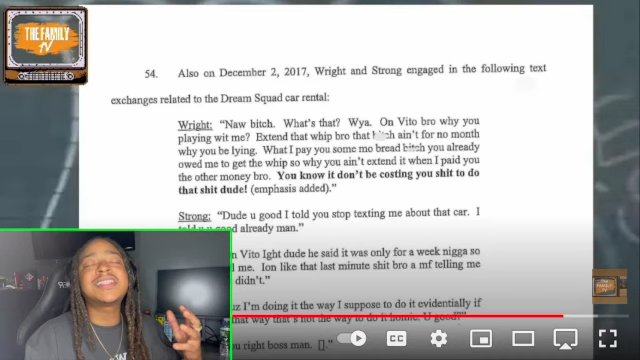 THE FAMILY
TV
54. Also on December 2, 2017, Wright and Strong engaged in the following text
exchanges related to the Dream Squad car rental:
Wright: "Naw bitch. What's that? Wya. On Vito bro why you
playing wit me? Extend that whip bro that bitch ain't for no month
why you be lying. What I pay you some mo bread bitch you already
owed me to get the whip so why you ain't extend it when I paid you
the other money bro. You know it don't be costing you shit to do
that shit dude! (emphasis added)."
Strong: "Dude u good I told you stop texting me about that car. I
told u u good already man."
Vito Ight dude he said it was only for a week nigga so
me. Ion like that last minute shit bro a mf telling me
didn't."
I'm doing it the way I suppose to do it evidentially if
that way that's not the way to do it homie. U good?"
u right boss man. []."
CC